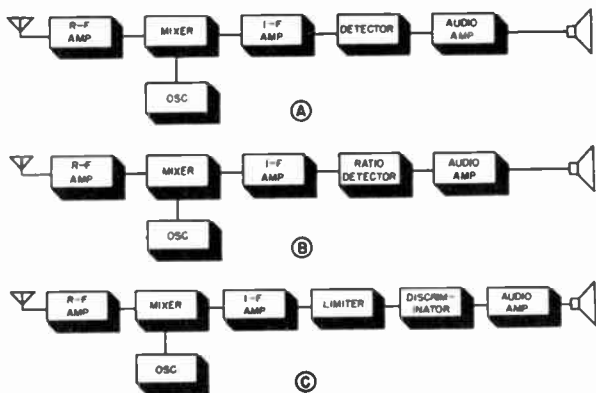 R-F
AMP
MIXER
I-F
AMP
DETECTOR
AUDIO
AMP
OSC
A
R-F
AMP
MIXER
I-F
AMP
RATIO
DETECTOR
AUDIO
AMP
OSC
B
R-F
AMP
MIXER
I-F
AMP
LIMITER
DISCRIM-
INATOR
AUDIO
AMP
OSC
C